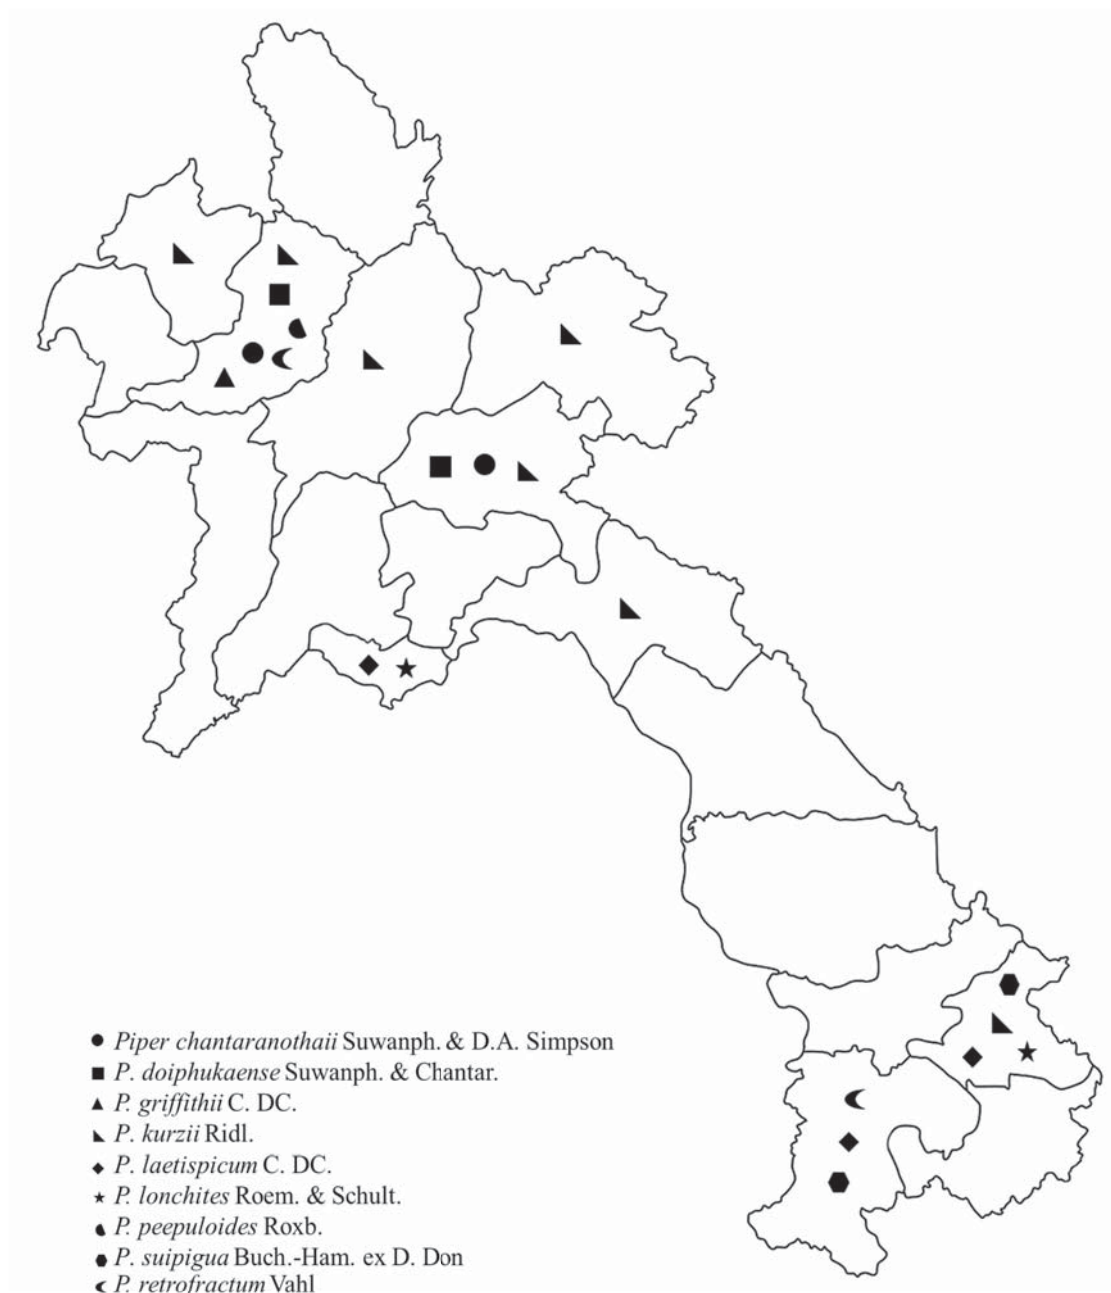 Piper chantaranothaii Suwanph. & D.A. Simpson
P. doiphukaense Suwanph. & Chantar.
P. griffithii C. DC.
P. kurzii Ridl.
P. laetispicum C. DC.
P. lonchites Roem. & Schult.
P. peepuloides Roxb.
P. suipigua Buch.-Ham. ex D. Don
P. retrofractum Vahl